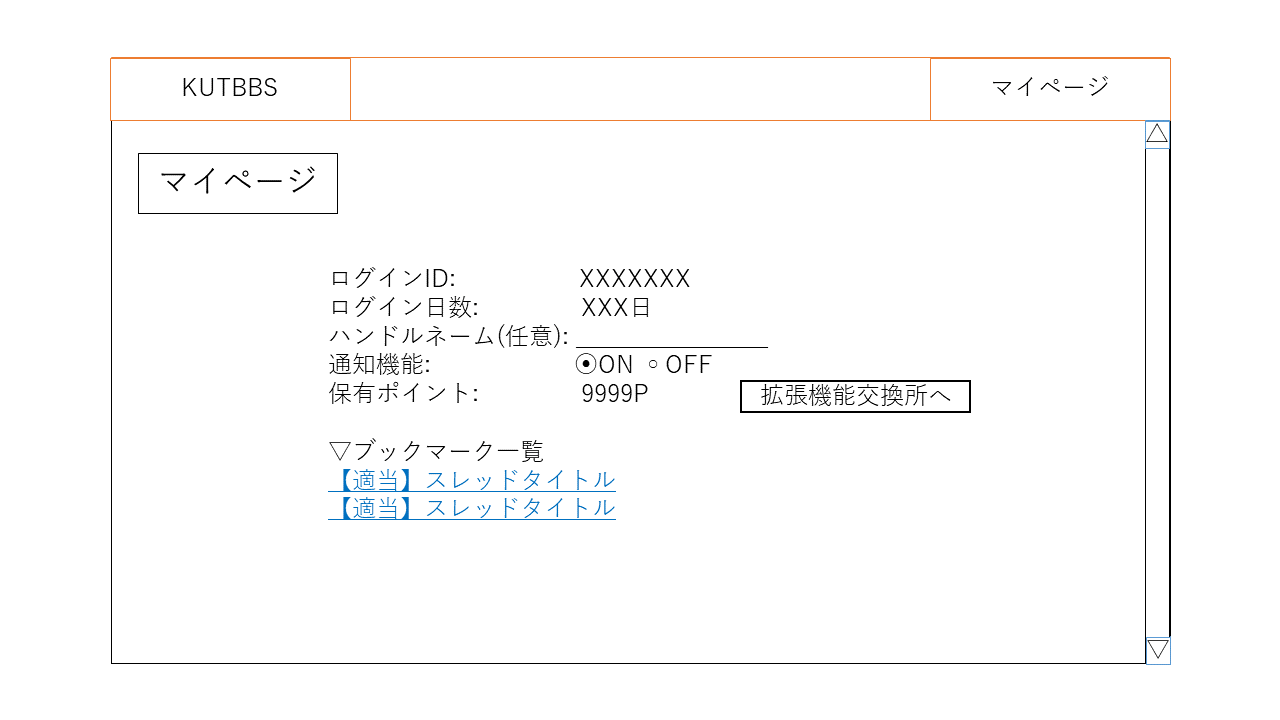 KUTBBS
マイページ
△
マイページ
ログインID: XXXXXXX
ログイン日数: XXX日
ハンドルネーム(任意): ________________
通知機能: ⦿ON ◦OFF
保有ポイント: 9999P
拡張機能交換所へ
▽ブックマーク一覧
【適当】スレッドタイトル
【適当】スレッドタイトル
▽